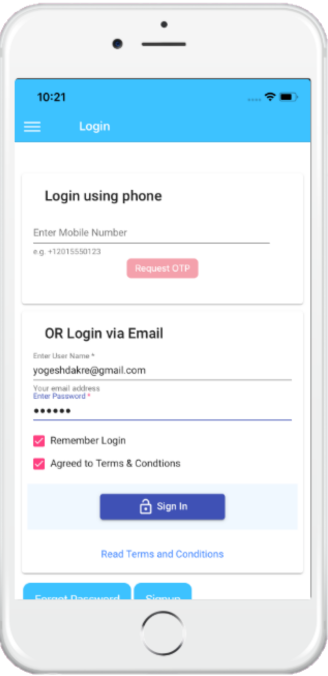 10:21
Login
Login using phone
Enter Mobile Number
e.g. +12015550123
Request OTP
OR Login via Email
Enter User Name *
yogeshdakre@gmail.com
Your email address
Enter Password *
••••••
Remember Login
Agreed to Terms & Condtions
Sign In
Read Terms and Conditions
Forgot Password Signup